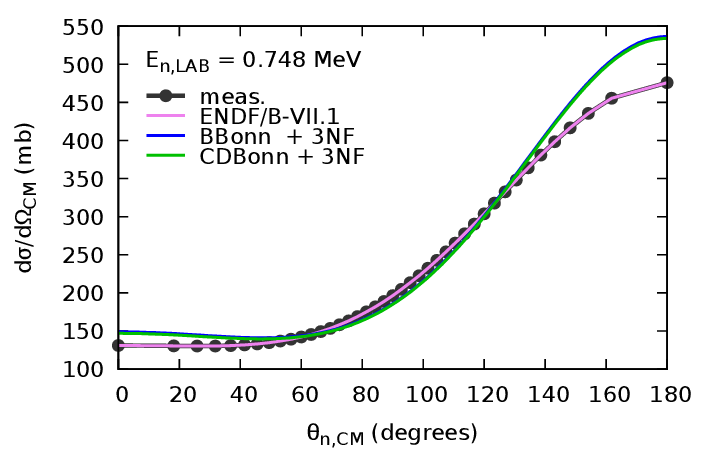 550
500
450
400
350
300
250
200
150
100
dσ/dΩCM (mb)
En,LAB = 0.748 MeV
meas.
ENDF/B-VII.1
BBonn + 3NF
CDBonn + 3NF
0 20 40 60 80 100 120 140 160 180
θn,CM (degrees)